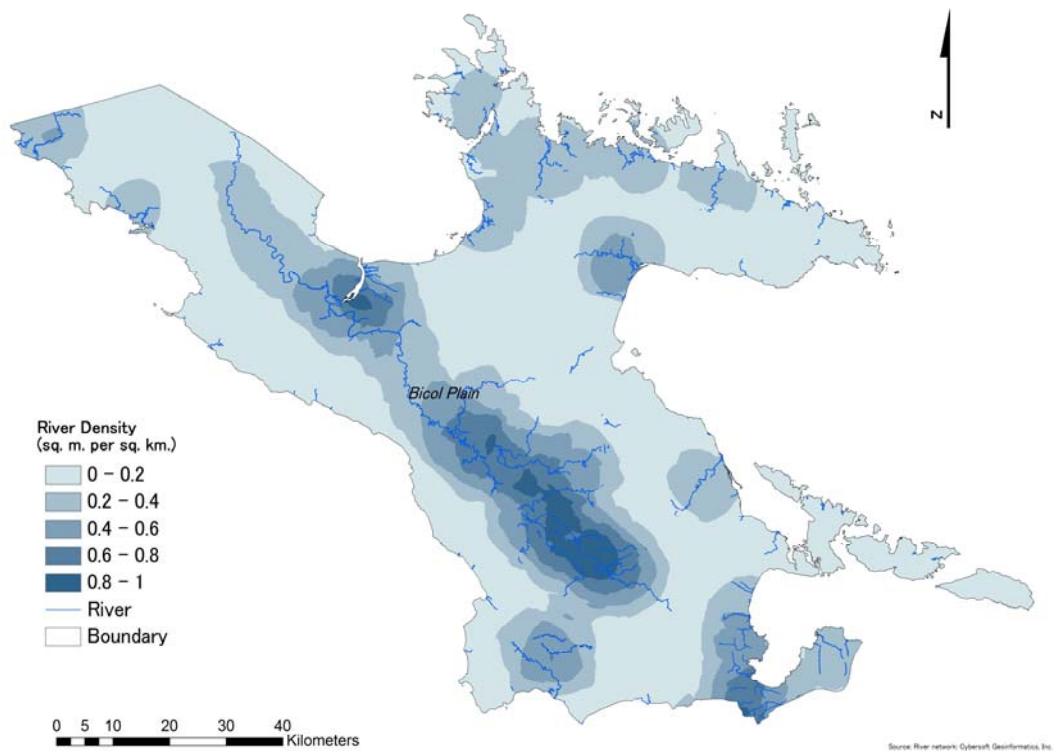 N
Bicol Plain
River Density
(sq. m. per sq. km.)
0 - 0.2
0.2 - 0.4
0.4 - 0.6
0.6 - 0.8
0.8 - 1
River
Boundary
0 5 10 20 30 40
Kilometers
Source: River network: Cybersoft Geoinformatics, Inc.